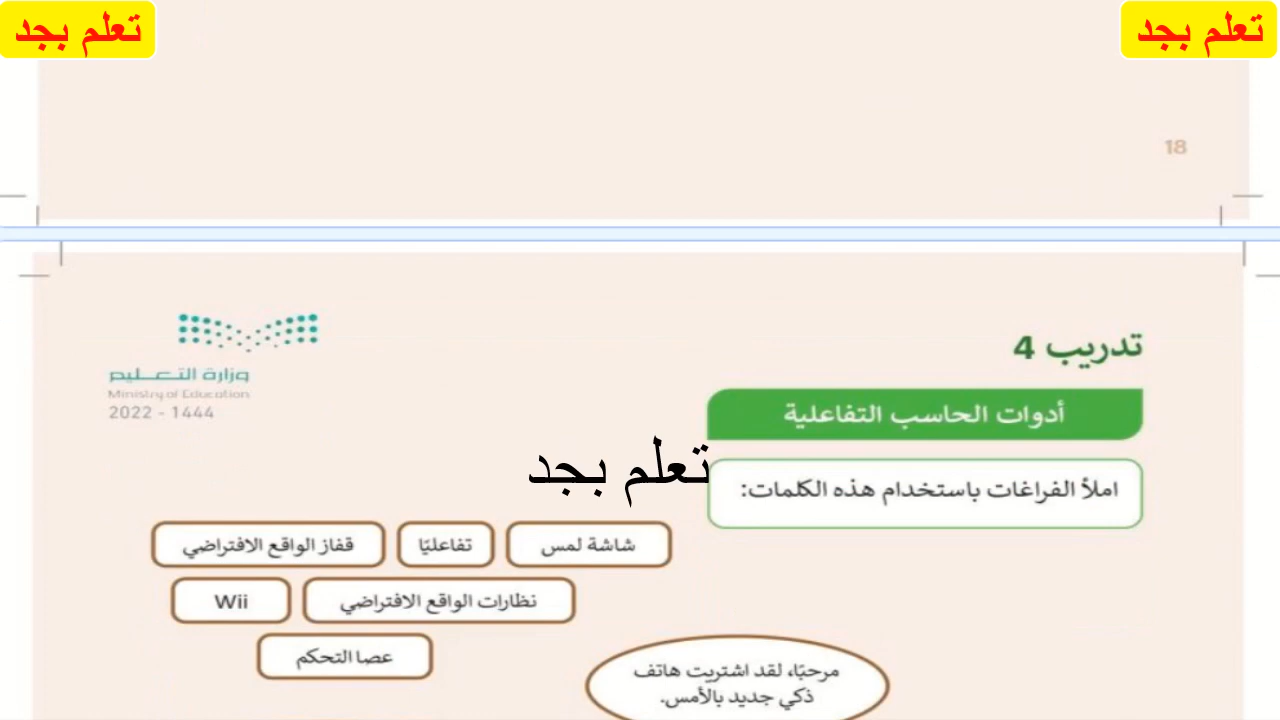 تعلم بجد
تعلم بجد
18
وزارة التعليم
Ministry of Education
2022 - 1444
تدريب 4
أدوات الحاسب التفاعلية
تعلم بجد
املأ الفراغات باستخدام هذه الكلمات:
شاشة لمس
تفاعليًا
قفاز الواقع الافتراضي
نظارات الواقع الافتراضي
Wii
عصا التحكم
مرحبًا، لقد اشتريت هاتف
ذكي جديد بالأمس.